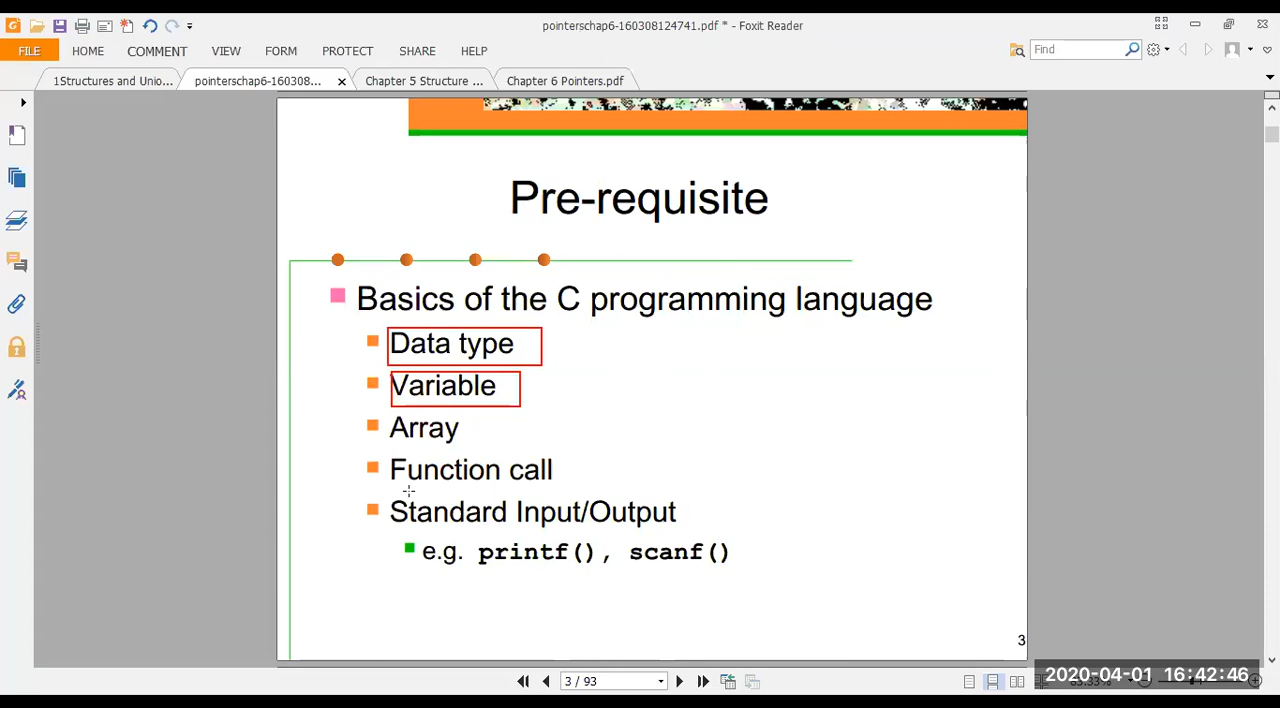 pointerschap6-160308124741.pdf * - Foxit Reader
FILE HOME COMMENT VIEW FORM PROTECT SHARE HELP
Find
1Structures and Unio... pointerschap6-160308... Chapter 5 Structure ... Chapter 6 Pointers.pdf
Pre-requisite
Basics of the C programming language
Data type
Variable
Array
Function call
Standard Input/Output
e.g. printf(), scanf()
3
3 / 93
2020-04-01 16:42:46